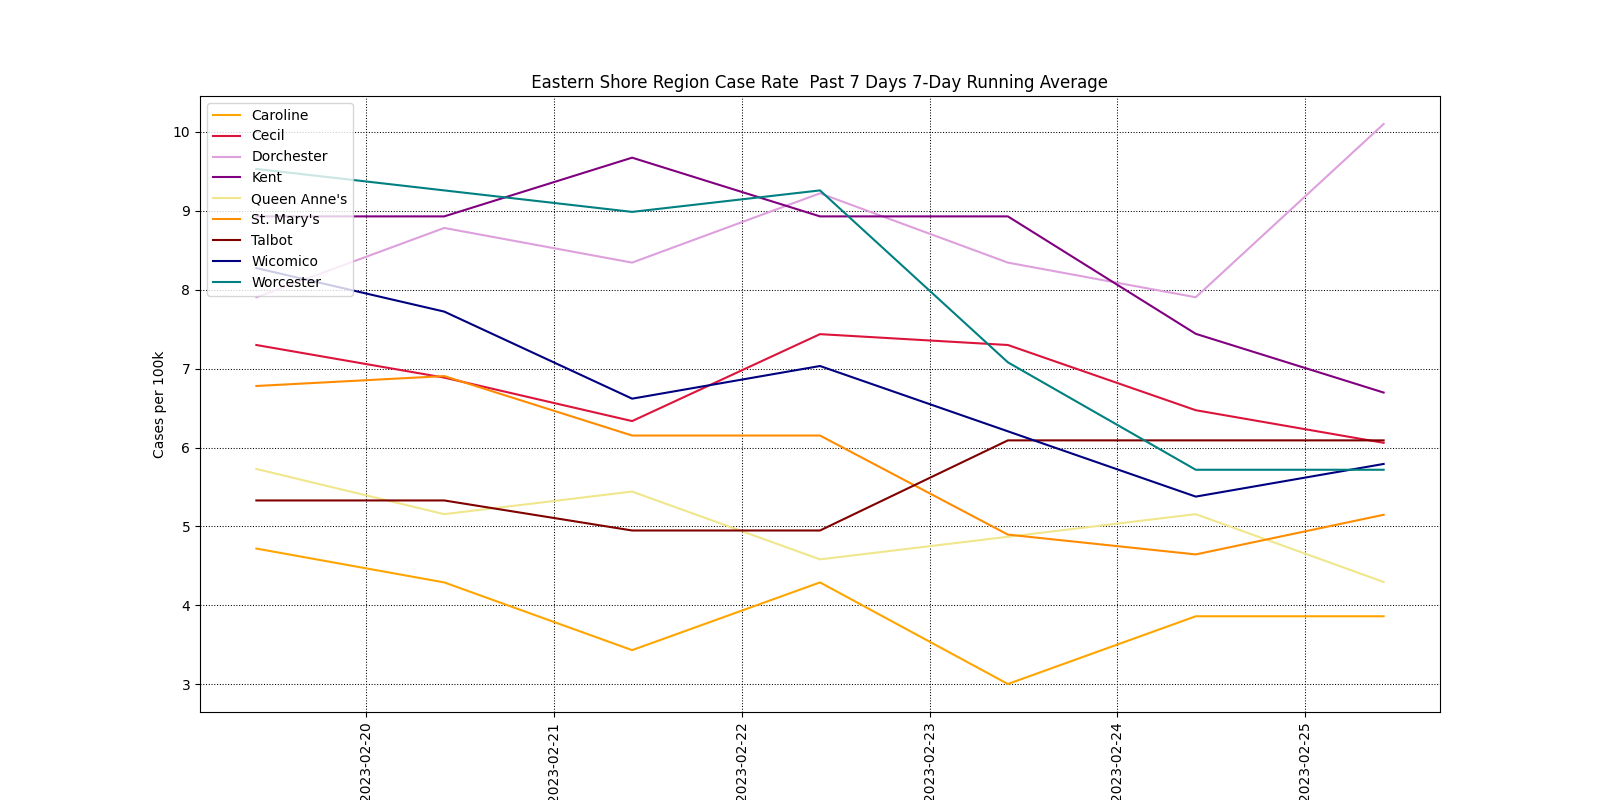 Eastern Shore Region Case Rate  Past 7 Days 7-Day Running Average
Caroline
Cecil
Dorchester
Kent
Queen Anne's
St. Mary's
Talbot
Wicomico
Worcester
Cases per 100k
10
9
8
7
6
5
4
3
2023-02-20
2023-02-21
2023-02-22
2023-02-23
2023-02-24
2023-02-25